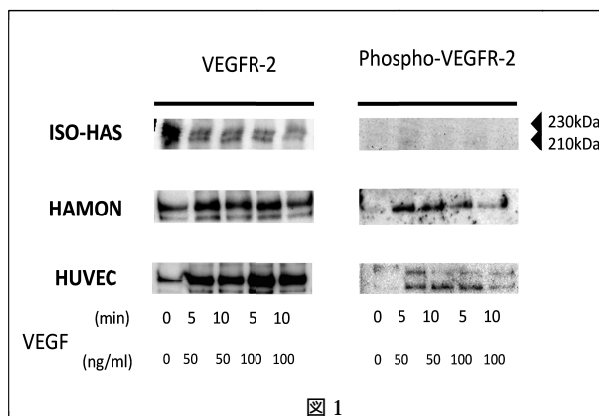 VEGFR-2
Phospho-VEGFR-2
ISO-HAS
230kDa
210kDa
HAMON
HUVEC
(min) 0 5 10 5 10 0 5 10 5 10
VEGF
(ng/ml) 0 50 50 100 100 0 50 50 100 100
図 1